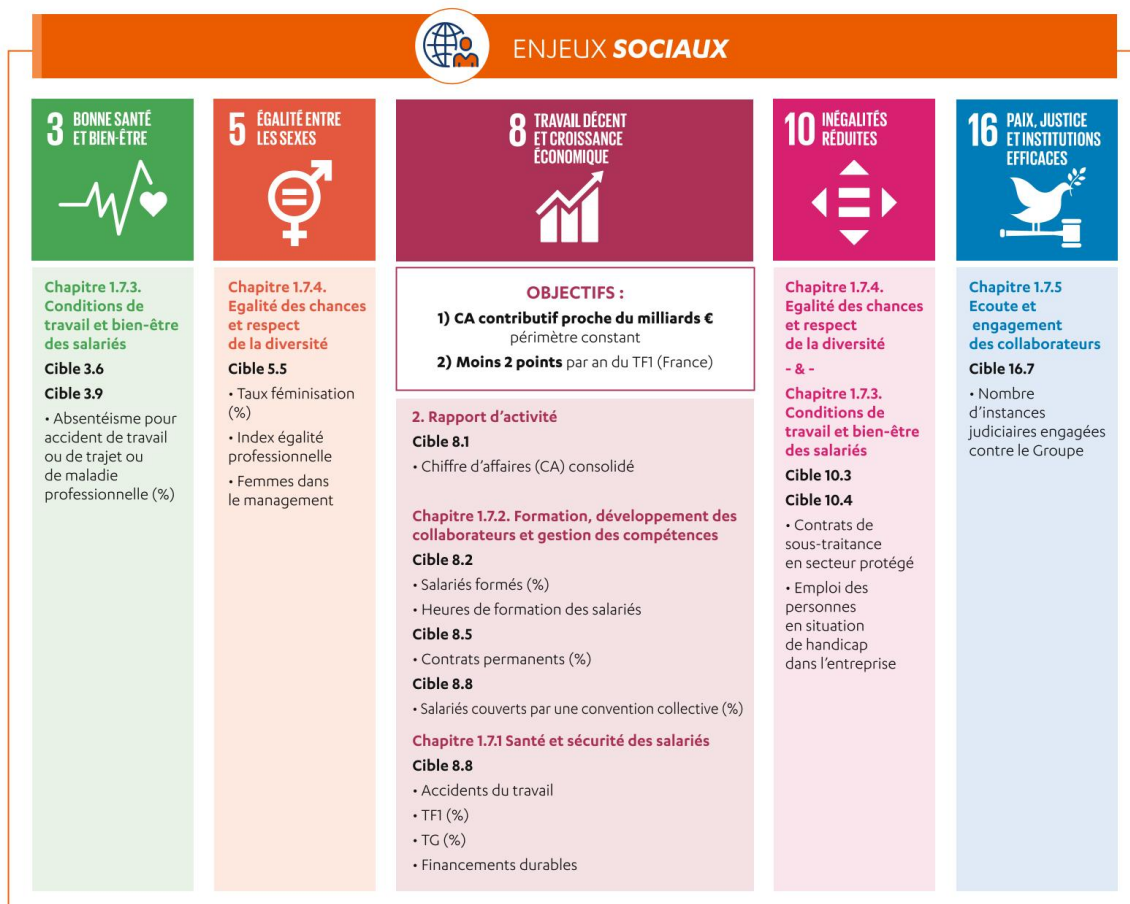 ENJEUX SOCIAUX
3 BONNE SANTÉ
ET BIEN-ÊTRE
Chapitre 1.7.3.
Conditions de
travail et bien-être
des salariés
Cible 3.6
Cible 3.9
• Absentéisme pour
accident de travail
ou de trajet ou
de maladie
professionnelle (%)
5 ÉGALITÉ ENTRE
LES SEXES
Chapitre 1.7.4.
Egalité des chances
et respect
de la diversité
Cible 5.5
• Taux féminisation
(%)
• Index égalité
professionnelle
• Femmes dans
le management
8 TRAVAIL DÉCENT
ET CROISSANCE
ÉCONOMIQUE
OBJECTIFS :
1) CA contributif proche du milliards €
périmètre constant
2) Moins 2 points par an du TF1 (France)
2. Rapport d'activité
Cible 8.1
• Chiffre d'affaires (CA) consolidé
Chapitre 1.7.2. Formation, développement des
collaborateurs et gestion des compétences
Cible 8.2
• Salariés formés (%)
• Heures de formation des salariés
Cible 8.5
• Contrats permanents (%)
Cible 8.8
• Salariés couverts par une convention collective (%)
Chapitre 1.7.1 Santé et sécurité des salariés
Cible 8.8
• Accidents du travail
• TF1 (%)
• TG (%)
• Financements durables
10 INÉGALITÉS
RÉDUITES
Chapitre 1.7.4.
Egalité des chances
et respect
de la diversité
- & -
Chapitre 1.7.3.
Conditions de
travail et bien-être
des salariés
Cible 10.3
Cible 10.4
• Contrats de
sous-traitance
en secteur protégé
• Emploi des
personnes
en situation
de handicap
dans l'entreprise
16 PAIX, JUSTICE
ET INSTITUTIONS
EFFICACES
Chapitre 1.7.5
Ecoute et
engagement
des collaborateurs
Cible 16.7
• Nombre
d'instances
judiciaires engagées
contre le Groupe